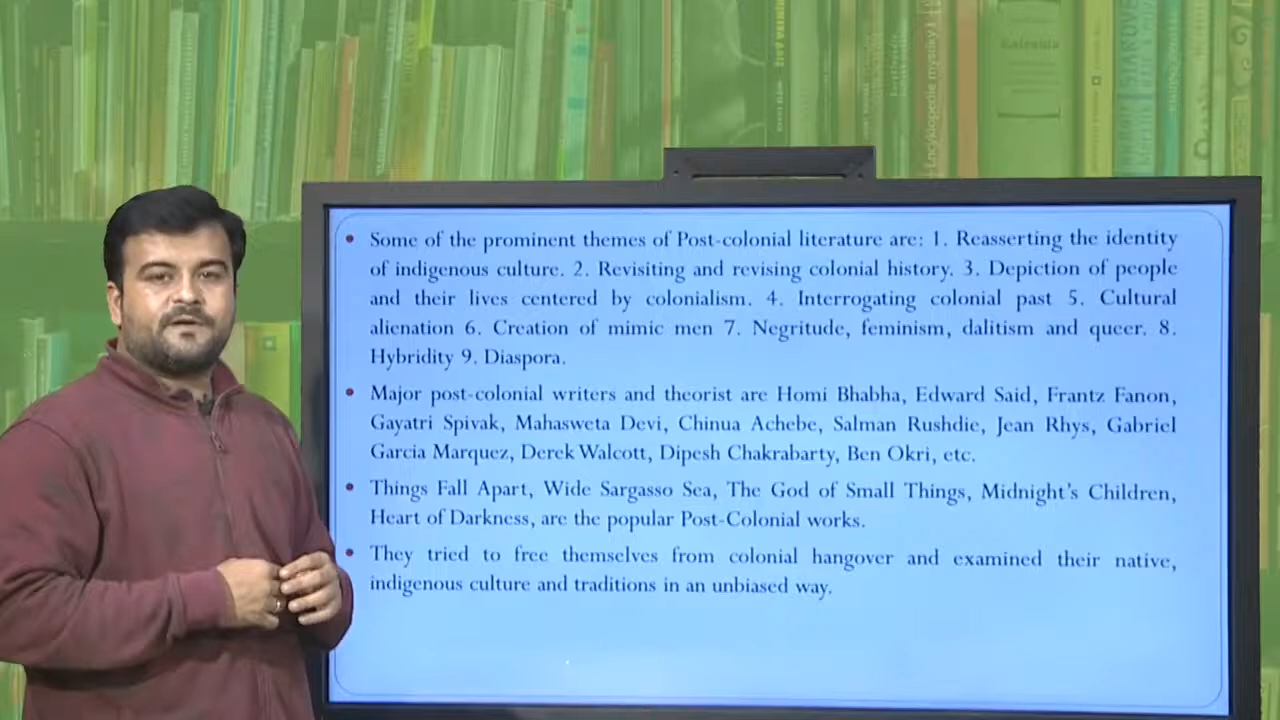 Encyklopedie mysky
• Some of the prominent themes of Post-colonial literature are: 1. Reasserting the identity
of indigenous culture. 2. Revisiting and revising colonial history. 3. Depiction of people
and their lives centered by colonialism. 4. Interrogating colonial past 5. Cultural
alienation 6. Creation of mimic men 7. Negritude, feminism, dalitism and queer. 8.
Hybridity 9. Diaspora.
• Major post-colonial writers and theorist are Homi Bhabha, Edward Said, Frantz Fanon,
Gayatri Spivak, Mahasweta Devi, Chinua Achebe, Salman Rushdie, Jean Rhys, Gabriel
Garcia Marquez, Derek Walcott, Dipesh Chakrabarty, Ben Okri, etc.
• Things Fall Apart, Wide Sargasso Sea, The God of Small Things, Midnight's Children,
Heart of Darkness, are the popular Post-Colonial works.
• They tried to free themselves from colonial hangover and examined their native,
indigenous culture and traditions in an unbiased way.